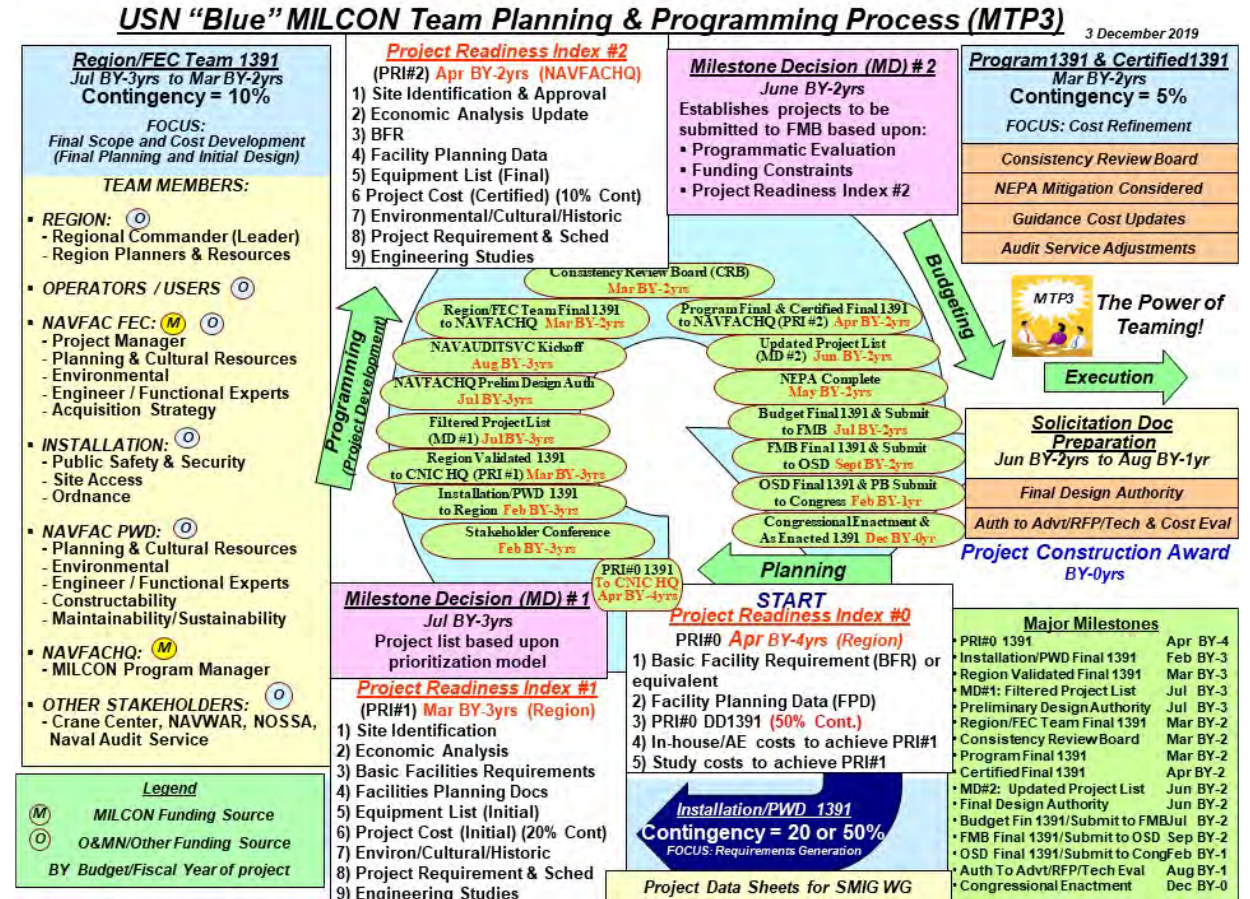 USN “Blue” MILCON Team Planning & Programming Process (MTP3)
3 December 2019
Region/FEC Team 1391
Jul BY-3yrs to Mar BY-2yrs
Contingency = 10%
FOCUS:
Final Scope and Cost Development
(Final Planning and Initial Design)
TEAM MEMBERS:
▪ REGION: O
- Regional Commander (Leader)
- Region Planners & Resources
▪ OPERATORS / USERS O
▪ NAVFAC FEC: M O
- Project Manager
- Planning & Cultural Resources
- Environmental
- Engineer / Functional Experts
- Acquisition Strategy
▪ INSTALLATION: O
- Public Safety & Security
- Site Access
- Ordnance
▪ NAVFAC PWD: O
- Planning & Cultural Resources
- Environmental
- Engineer / Functional Experts
- Constructability
- Maintainability/Sustainability
▪ NAVFACHQ: M
- MILCON Program Manager
▪ OTHER STAKEHOLDERS: O
- Crane Center, NAVWAR, NOSSA,
Naval Audit Service
Legend
M MILCON Funding Source
O O&MN/Other Funding Source
BY Budget/Fiscal Year of project
Project Readiness Index #2
(PRI#2) Apr BY-2yrs (NAVFACHQ)
1) Site Identification & Approval
2) Economic Analysis Update
3) BFR
4) Facility Planning Data
5) Equipment List (Final)
6 Project Cost (Certified) (10% Cont)
7) Environmental/Cultural/Historic
8) Project Requirement & Sched
9) Engineering Studies
Milestone Decision (MD) # 2
June BY-2yrs
Establishes projects to be
submitted to FMB based upon:
▪ Programmatic Evaluation
▪ Funding Constraints
▪ Project Readiness Index #2
Program1391 & Certified1391
Mar BY-2yrs
Contingency = 5%
FOCUS: Cost Refinement
Consistency Review Board
NEPA Mitigation Considered
Guidance Cost Updates
Audit Service Adjustments
Programming
(Project Development)
Budgeting
MTP3
The Power of
Teaming!
Execution
Consistency Review Board (CRB)
Mar BY-2yrs
Region/FEC Team Final 1391
to NAVFACHQ Mar BY-2yrs
NAVAUDITSVC Kickoff
Aug BY-3yrs
NAVFACHQ Prelim Design Auth
Jul BY-3yrs
Filtered Project List
(MD #1) Jul BY-3yrs
Region Validated 1391
to CNIC HQ (PRI #1) Mar BY-3yrs
Installation/PWD 1391
to Region Feb BY-3yrs
Stakeholder Conference
Feb BY-3yrs
PRI#0 1391
To CNIC HQ
Apr BY-4yrs
Program Final & Certified Final 1391
to NAVFACHQ (PRI #2) Apr BY-2yrs
Updated Project List
(MD #2) Jun BY-2yrs
NEPA Complete
May BY-2yrs
Budget Final 1391 & Submit
to FMB Jul BY-2yrs
FMB Final 1391 & Submit
to OSD Sept BY-2yrs
OSD Final 1391 & PB Submit
to Congress Feb BY-1yr
Congressional Enactment &
As Enacted 1391 Dec BY-0yr
Planning
START
Solicitation Doc
Preparation
Jun BY-2yrs to Aug BY-1yr
Final Design Authority
Auth to Advt/RFP/Tech & Cost Eval
Project Construction Award
BY-0yrs
Milestone Decision (MD) # 1
Jul BY-3yrs
Project list based upon
prioritization model
Project Readiness Index #1
(PRI#1) Mar BY-3yrs (Region)
1) Site Identification
2) Economic Analysis
3) Basic Facilities Requirements
4) Facilities Planning Docs
5) Equipment List (Initial)
6) Project Cost (Initial) (20% Cont)
7) Environ/Cultural/Historic
8) Project Requirement & Sched
9) Engineering Studies
Project Readiness Index #0
PRI#0 Apr BY-4yrs (Region)
1) Basic Facility Requirement (BFR) or
equivalent
2) Facility Planning Data (FPD)
3) PRI#0 DD1391 (50% Cont.)
4) In-house/AE costs to achieve PRI#1
5) Study costs to achieve PRI#1
Installation/PWD 1391
Contingency = 20 or 50%
FOCUS: Requirements Generation
Project Data Sheets for SMIG WG
Major Milestones
• PRI#0 1391 Apr BY-4
• Installation/PWD Final 1391 Feb BY-3
• Region Validated Final 1391 Mar BY-3
• MD#1: Filtered Project List Jul BY-3
• Preliminary Design Authority Jul BY-3
• Region/FEC Team Final 1391 Mar BY-2
• Consistency Review Board Mar BY-2
• Program Final 1391 Mar BY-2
• Certified Final 1391 Apr BY-2
• MD#2: Updated Project List Jun BY-2
• Final Design Authority Jun BY-2
• Budget Fin 1391/Submit to FMB Jul BY-2
• FMB Final 1391/Submit to OSD Sep BY-2
• OSD Final 1391/Submit to Cong Feb BY-1
• Auth To Advt/RFP/Tech Eval Aug BY-1
• Congressional Enactment Dec BY-0